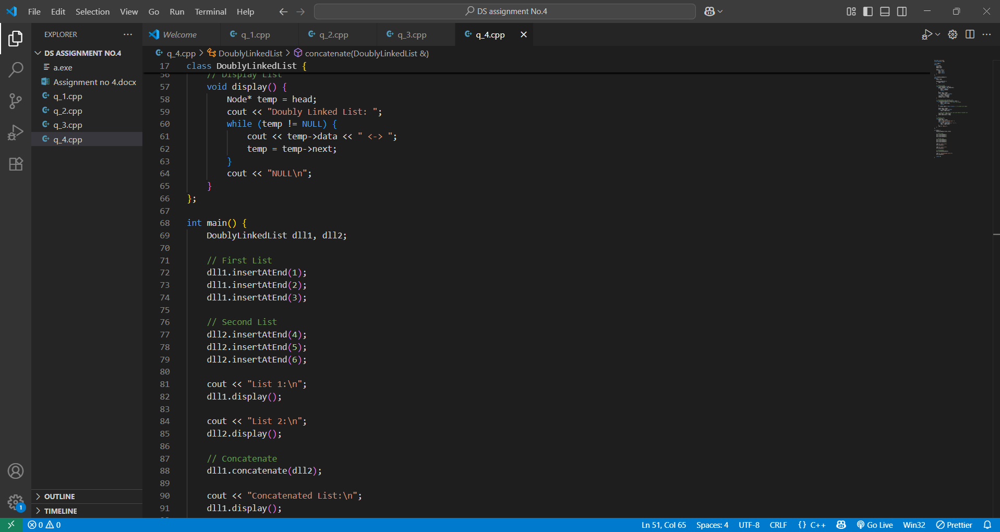 File Edit Selection View Go Run Terminal Help
DS assignment No.4
EXPLORER
Welcome
q_1.cpp
q_2.cpp
q_3.cpp
q_4.cpp
DS ASSIGNMENT NO.4
a.exe
Assignment no 4.docx
q_1.cpp
q_2.cpp
q_3.cpp
q_4.cpp
OUTLINE
TIMELINE
q_4.cpp > DoublyLinkedList > concatenate(DoublyLinkedList &)
17 class DoublyLinkedList {
56 // Display List
57 void display() {
58 Node* temp = head;
59 cout << "Doubly Linked List: ";
60 while (temp != NULL) {
61 cout << temp->data << " <-> ";
62 temp = temp->next;
63 }
64 cout << "NULL\n";
65 }
66 };
67
68 int main() {
69 DoublyLinkedList dll1, dll2;
70
71 // First List
72 dll1.insertAtEnd(1);
73 dll1.insertAtEnd(2);
74 dll1.insertAtEnd(3);
75
76 // Second List
77 dll2.insertAtEnd(4);
78 dll2.insertAtEnd(5);
79 dll2.insertAtEnd(6);
80
81 cout << "List 1:\n";
82 dll1.display();
83
84 cout << "List 2:\n";
85 dll2.display();
86
87 // Concatenate
88 dll1.concatenate(dll2);
89
90 cout << "Concatenated List:\n";
91 dll1.display();
1
0 0
Ln 51, Col 65 Spaces: 4 UTF-8 CRLF {} C++ Go Live Win32 Prettier